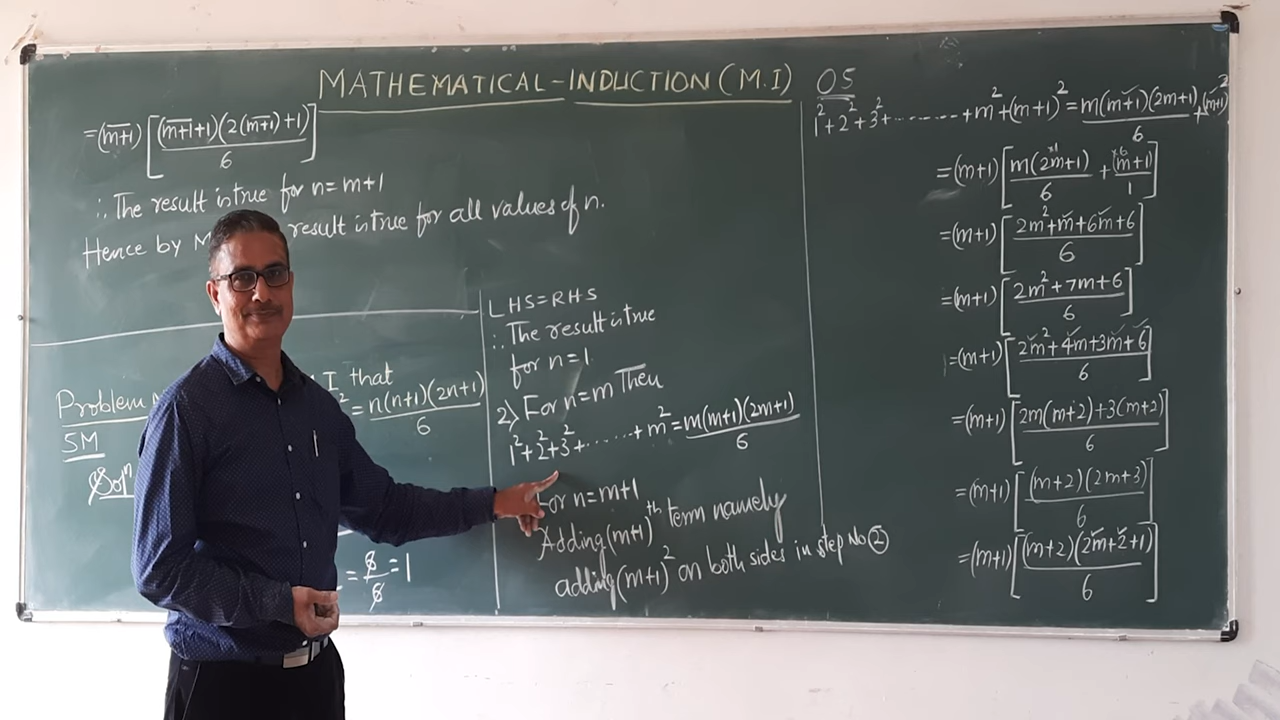 MATHEMATICAL-INDUCTION (M.I) 05
Problem
I that
² = n(n+1)(2n+1)/6
SM
Solⁿ
= 6/6 = 1
LHS=RHS
∴ The result is true
for n=1.
2) For n=m Then
1²+2²+3²+.......+m² = m(m+1)(2m+1)/6
For n=m+1
Adding (m+1)ᵗʰ term namely
adding (m+1)² on both sides in step No ②
1²+2²+3²+.........+m²+(m+1)² = m(m+1)(2m+1)/6 + (m+1)²
=(m+1)[m(2m+1)/6 + (m+1)/1]
=(m+1)[2m²+m+6m+6/6]
=(m+1)[2m²+7m+6/6]
=(m+1)[2m²+4m+3m+6/6]
=(m+1)[2m(m+2)+3(m+2)/6]
=(m+1)[(m+2)(2m+3)/6]
=(m+1)[(m+2)(2m+2+1)/6]
=(m+1)[(m+1+1)(2(m+1)+1)/6]
∴ The result is true for n=m+1
Hence by M result is true for all values of n.